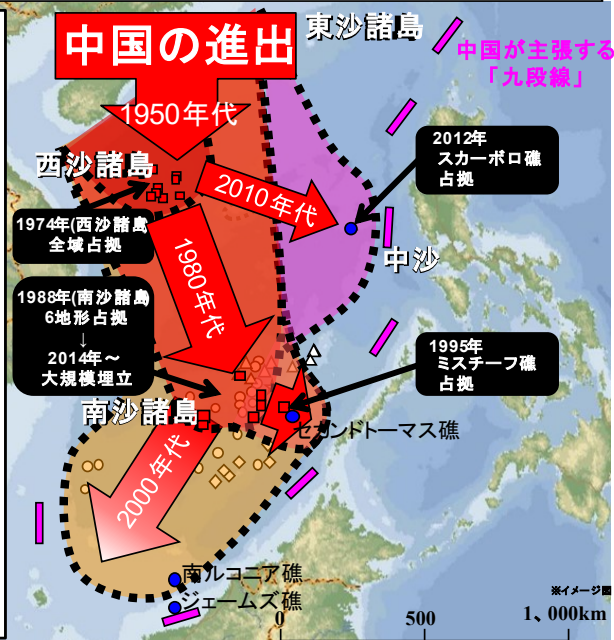 中国の進出
東沙諸島
中国が主張する
「九段線」
1950年代
2012年
スカーボロ礁
占拠
西沙諸島
2010年代
1974年(西沙諸島)
全域占拠
1980年代
中沙
1988年(南沙諸島)
6地形占拠
↓
2014年～
大規模埋立
1995年
ミスチーフ礁
占拠
南沙諸島
セカンドトーマス礁
2000年代
南ルコニア礁
ジェームズ礁
※イメージ図
0 500 1、000km